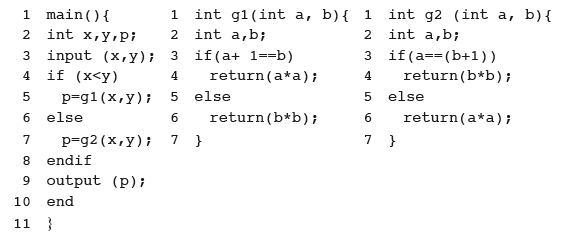 1 main(){ 1 int g1(int a, b){ 1 int g2 (int a, b){
2 int x,y,p; 2 int a,b; 2 int a,b;
3 input (x,y); 3 if(a+ 1==b) 3 if(a==(b+1))
4 if (x<y) 4 return(a*a); 4 return(b*b);
5 p=g1(x,y); 5 else 5 else
6 else 6 return(b*b); 6 return(a*a);
7 p=g2(x,y); 7 } 7 }
8 endif
9 output (p);
10 end
11 }